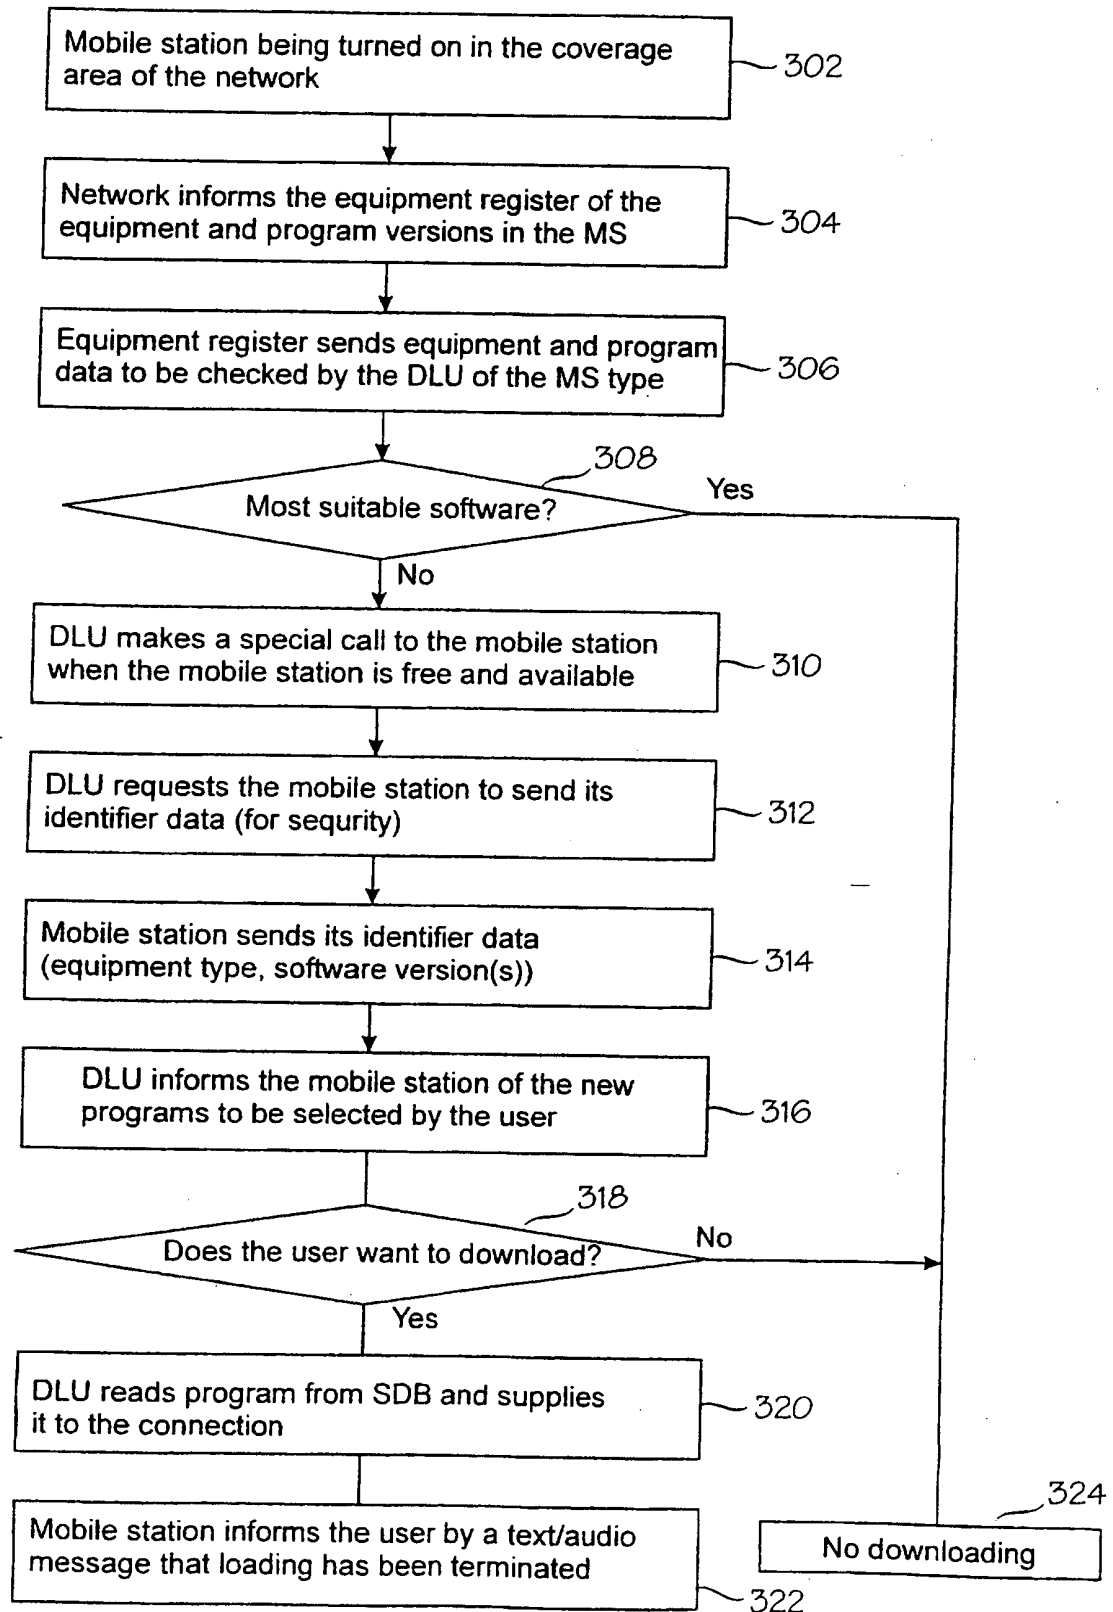 Mobile station being turned on in the coverage
area of the network
302
Network informs the equipment register of the
equipment and program versions in the MS
304
Equipment register sends equipment and program
data to be checked by the DLU of the MS type
306
308
Most suitable software?
Yes
No
DLU makes a special call to the mobile station
when the mobile station is free and available
310
DLU requests the mobile station to send its
identifier data (for sequrity)
312
Mobile station sends its identifier data
(equipment type, software version(s))
314
DLU informs the mobile station of the new
programs to be selected by the user
316
318
Does the user want to download?
No
Yes
DLU reads program from SDB and supplies
it to the connection
320
Mobile station informs the user by a text/audio
message that loading has been terminated
322
324
No downloading